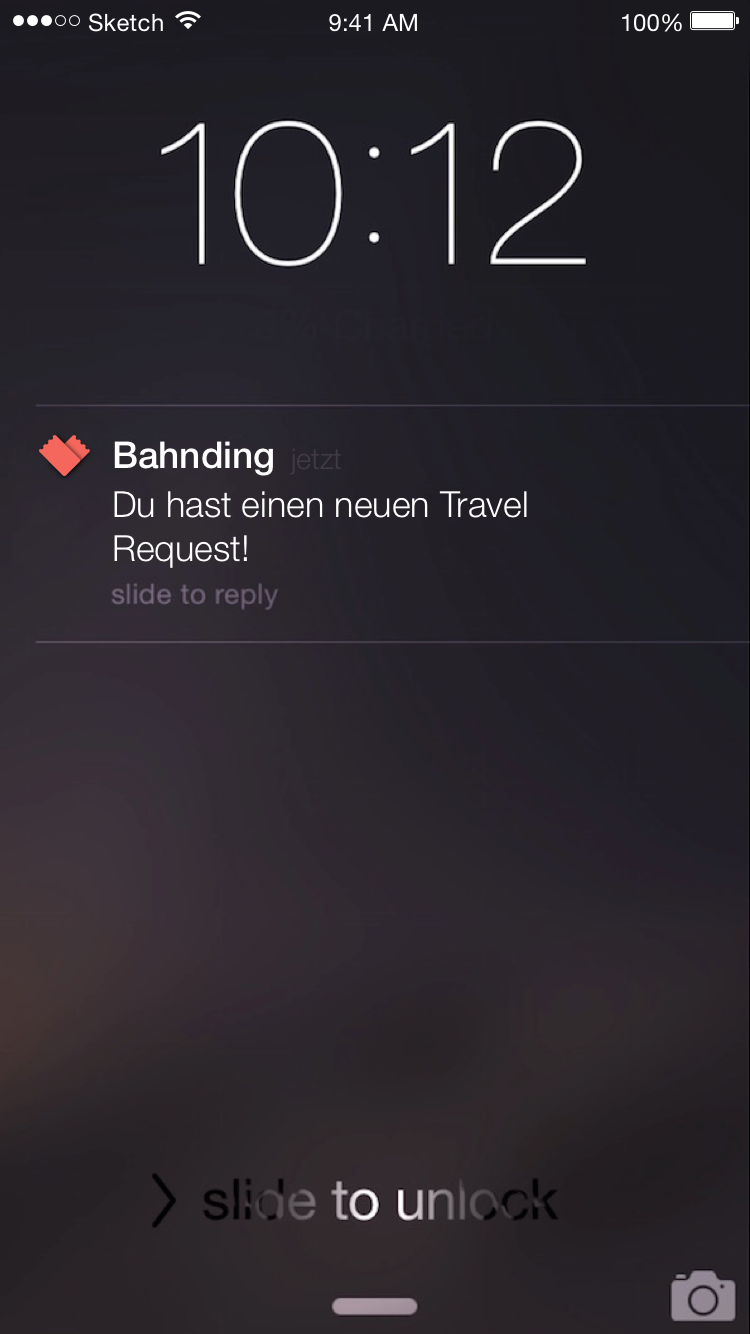 Sketch 9:41 AM 100%
10:12
Bahnding jetzt
Du hast einen neuen Travel
Request!
slide to reply
slide to unlock